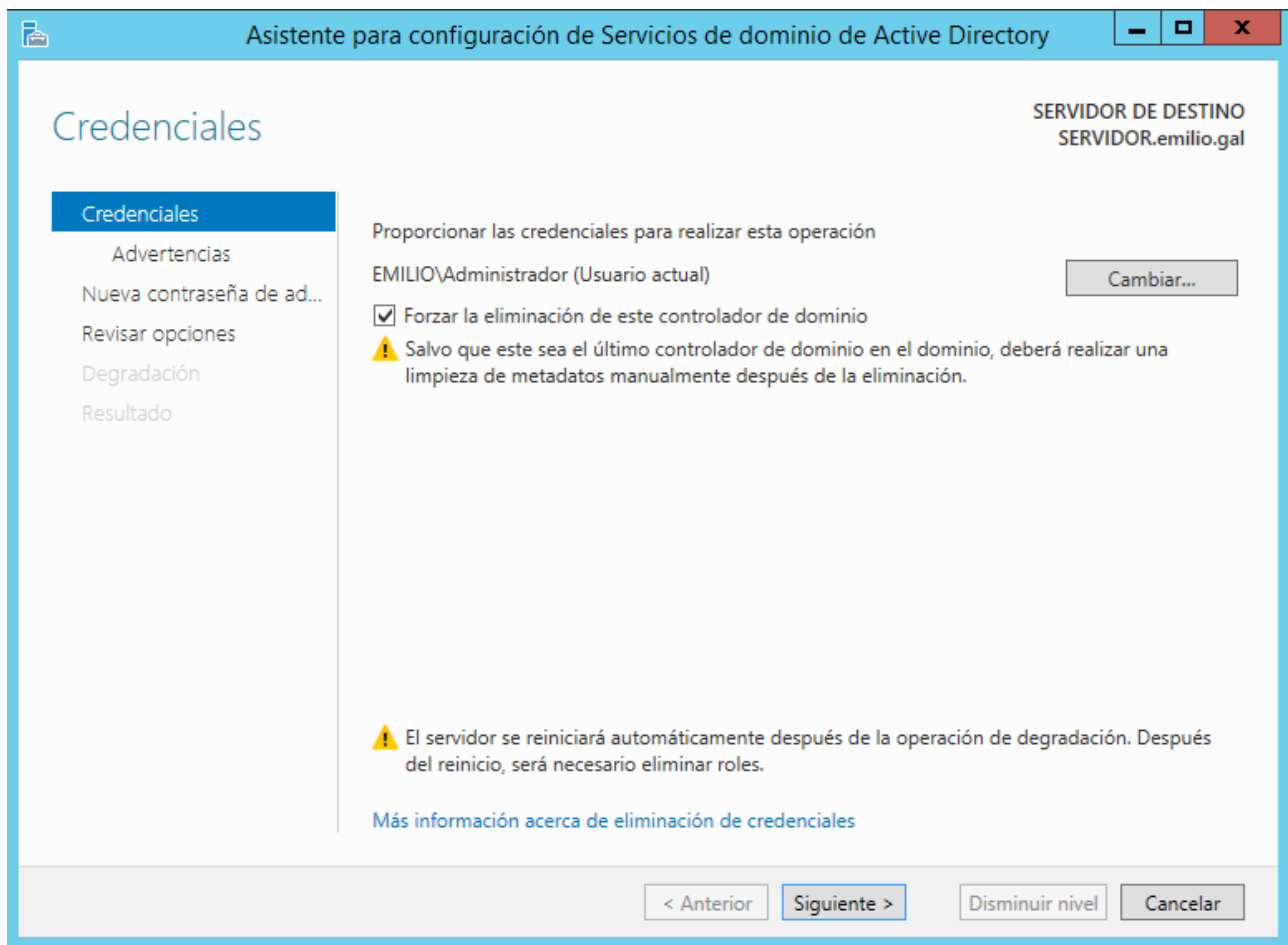 Asistente para configuración de Servicios de dominio de Active Directory
Credenciales
SERVIDOR DE DESTINO
SERVIDOR.emilio.gal
Credenciales
Advertencias
Nueva contraseña de ad...
Revisar opciones
Degradación
Resultado
Proporcionar las credenciales para realizar esta operación
EMILIO\Administrador (Usuario actual)
Cambiar...
Forzar la eliminación de este controlador de dominio
Salvo que este sea el último controlador de dominio en el dominio, deberá realizar una
limpieza de metadatos manualmente después de la eliminación.
El servidor se reiniciará automáticamente después de la operación de degradación. Después
del reinicio, será necesario eliminar roles.
Más información acerca de eliminación de credenciales
< Anterior
Siguiente >
Disminuir nivel
Cancelar